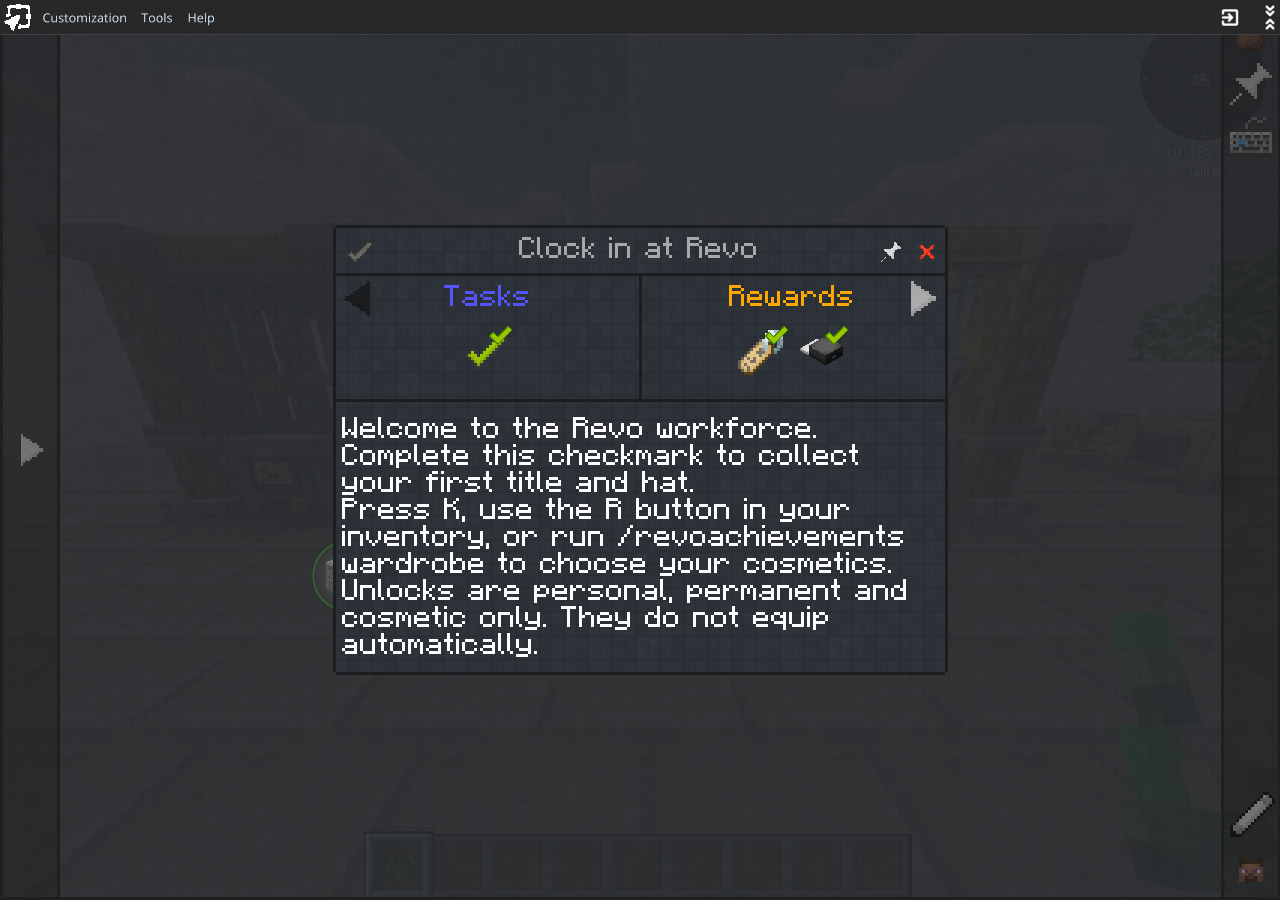 Customization Tools Help
Clock in at Revo
Tasks
Rewards
Welcome to the Revo workforce.
Complete this checkmark to collect
your first title and hat.
Press K, use the R button in your
inventory, or run /revoachievements
wardrobe to choose your cosmetics.
Unlocks are personal, permanent and
cosmetic only. They do not equip
automatically.